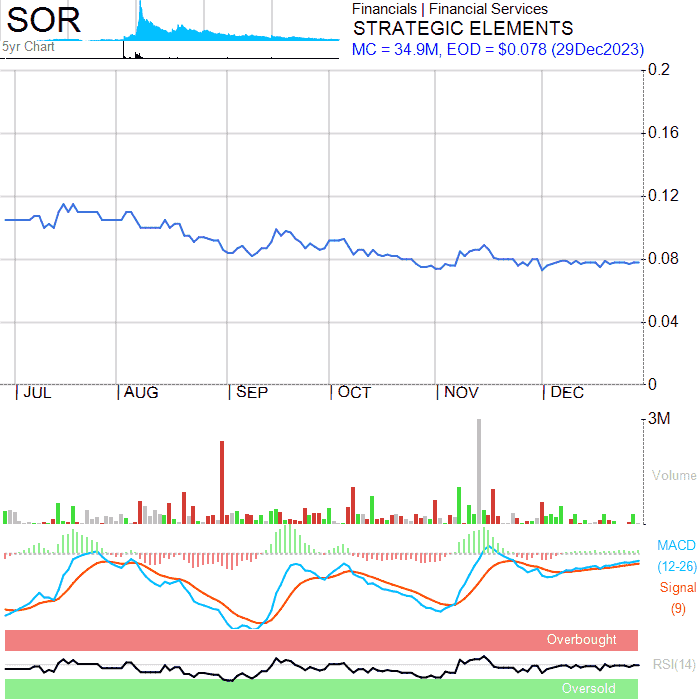 SOR
5yr Chart
Financials | Financial Services
STRATEGIC ELEMENTS
MC = 34.9M, EOD = $0.078 (29Dec2023)
0.2
0.16
0.12
0.08
0.04
0
JUL AUG SEP OCT NOV DEC
3M
Volume
MACD
(12-26)
Signal
(9)
Overbought
RSI(14)
Oversold